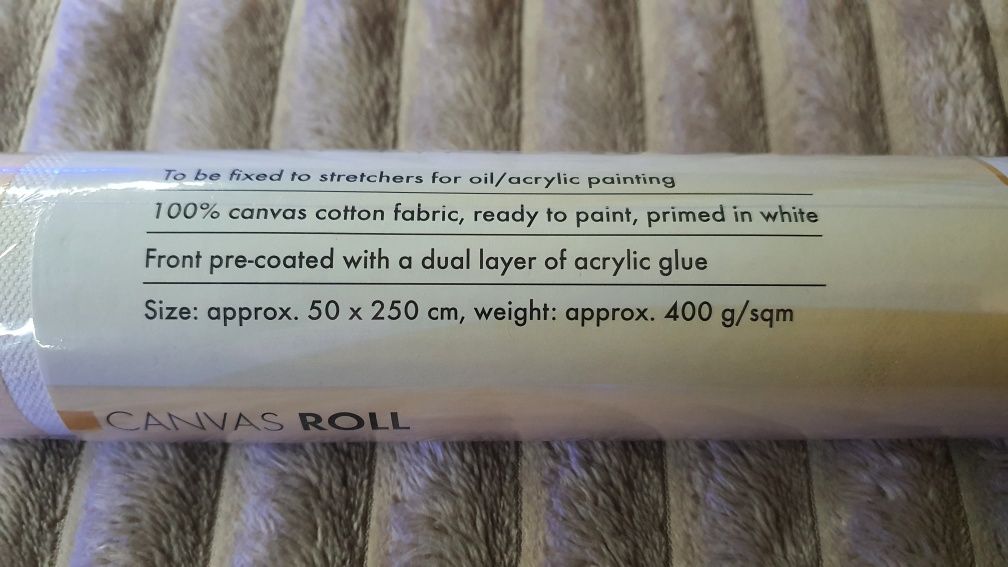 To be fixed to stretchers for oil/acrylic painting
100% canvas cotton fabric, ready to paint, primed in white
Front pre-coated with a dual layer of acrylic glue
Size: approx. 50 x 250 cm, weight: approx. 400 g/sqm
CANVAS ROLL